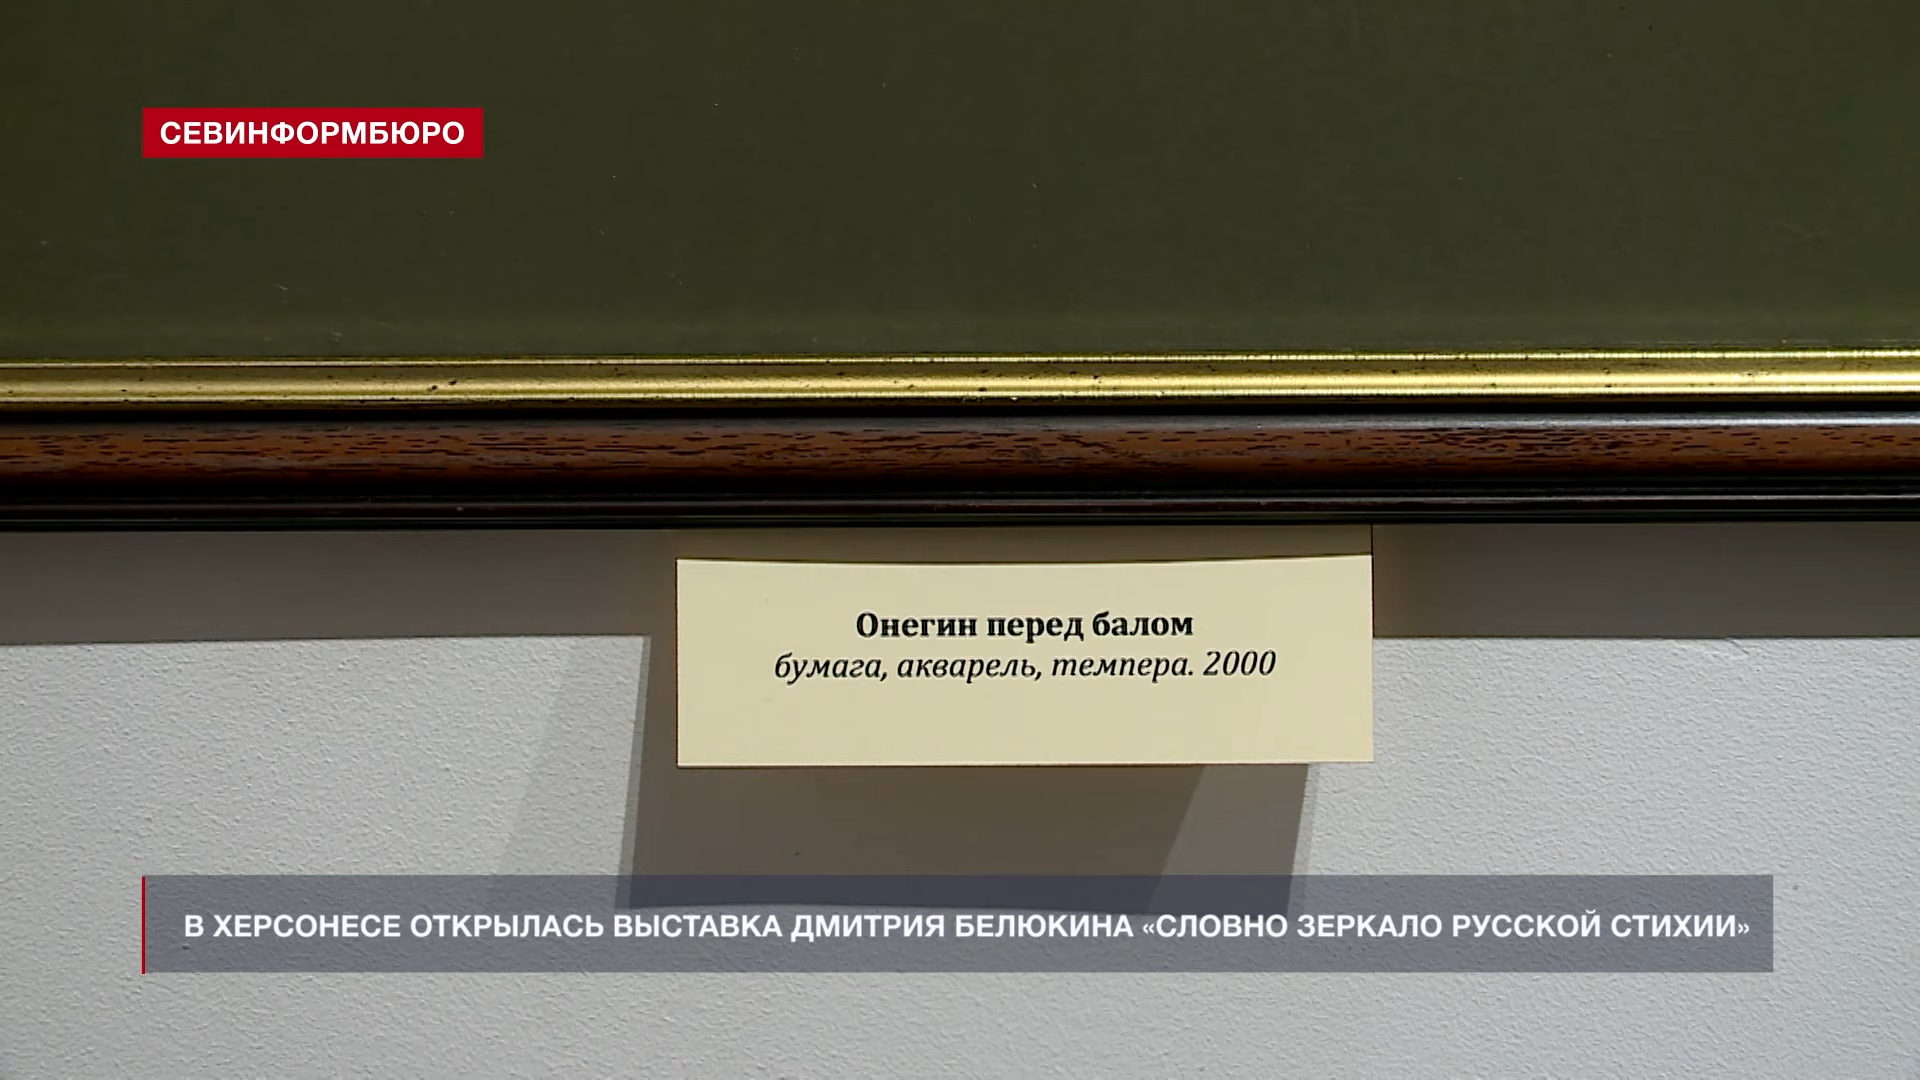 СЕВИНФОРМБЮРО
Онегин перед балом
бумага, акварель, темпера. 2000
В ХЕРСОНЕСЕ ОТКРЫЛАСЬ ВЫСТАВКА ДМИТРИЯ БЕЛЮКИНА «СЛОВНО ЗЕРКАЛО РУССКОЙ СТИХИИ»